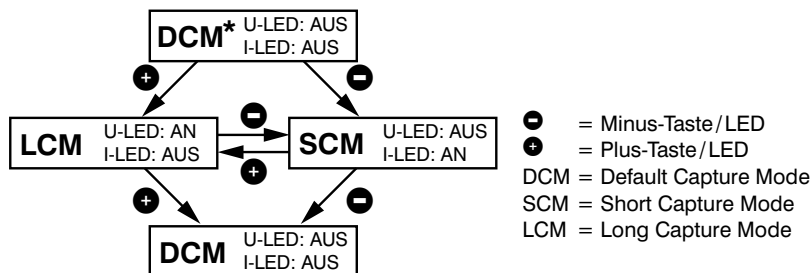 DCM* U-LED: AUS
I-LED: AUS
+ -
LCM U-LED: AN
I-LED: AUS
-
+
SCM U-LED: AUS
I-LED: AN
+ -
DCM U-LED: AUS
I-LED: AUS
- = Minus-Taste/LED
+ = Plus-Taste/LED
DCM = Default Capture Mode
SCM = Short Capture Mode
LCM = Long Capture Mode